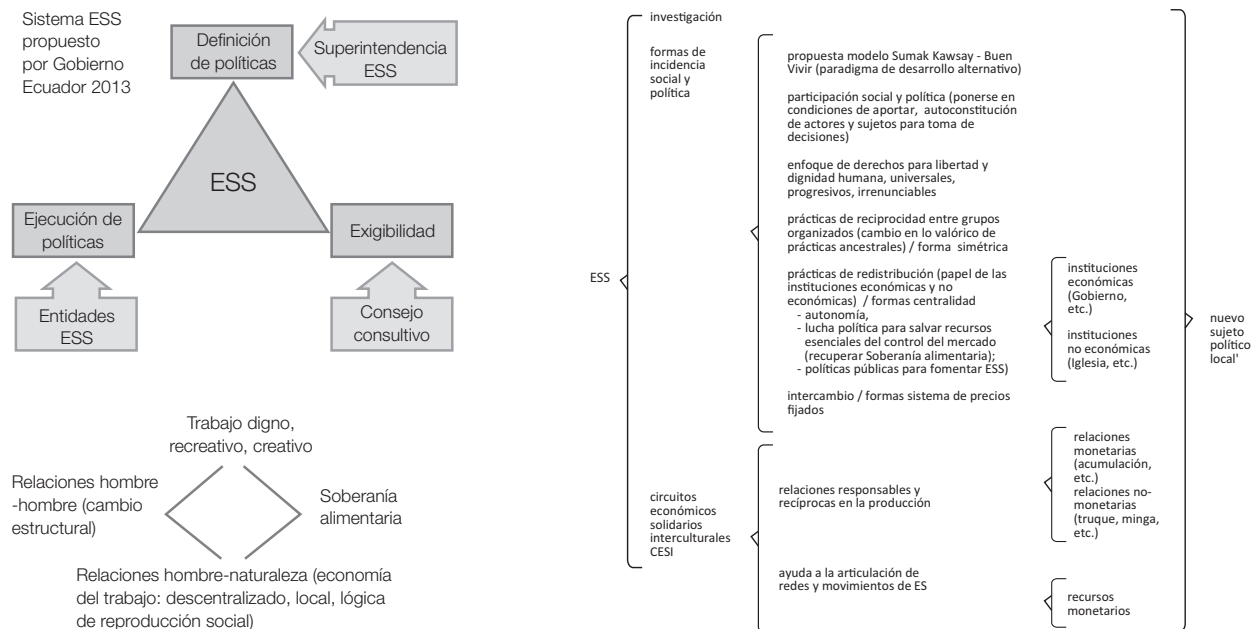 Sistema ESS
propuesto
por Gobierno
Ecuador 2013
Definición
de políticas
Superintendencia
ESS
ESS
Ejecución de
políticas
Exigibilidad
Entidades
ESS
Consejo
consultivo
Trabajo digno,
recreativo, creativo
Relaciones hombre
-hombre (cambio
estructural)
Soberanía
alimentaria
Relaciones hombre-naturaleza (economía
del trabajo: descentralizado, local, lógica
de reproducción social)
ESS
investigación
formas de
incidencia
social y
política
propuesta modelo Sumak Kawsay - Buen
Vivir (paradigma de desarrollo alternativo)
participación social y política (ponerse en
condiciones de aportar, autoconstitución
de actores y sujetos para toma de
decisiones)
enfoque de derechos para libertad y
dignidad humana, universales,
progresivos, irrenunciables
prácticas de reciprocidad entre grupos
organizados (cambio en lo valórico de
prácticas ancestrales) / forma simétrica
prácticas de redistribución (papel de las
instituciones económicas y no
económicas) / formas centralidad
- autonomía,
- lucha política para salvar recursos
esenciales del control del mercado
(recuperar Soberanía alimentaria);
- políticas públicas para fomentar ESS)
intercambio / formas sistema de precios
fijados
instituciones
económicas
(Gobierno,
etc.)
instituciones
no económicas
(Iglesia, etc.)
circuitos
económicos
solidarios
interculturales
CESI
relaciones responsables y
recíprocas en la producción
relaciones
monetarias
(acumulación,
etc.)
relaciones no-
monetarias
(truque, minga,
etc.)
ayuda a la articulación de
redes y movimientos de ES
recursos
monetarios
nuevo
sujeto
político
local'